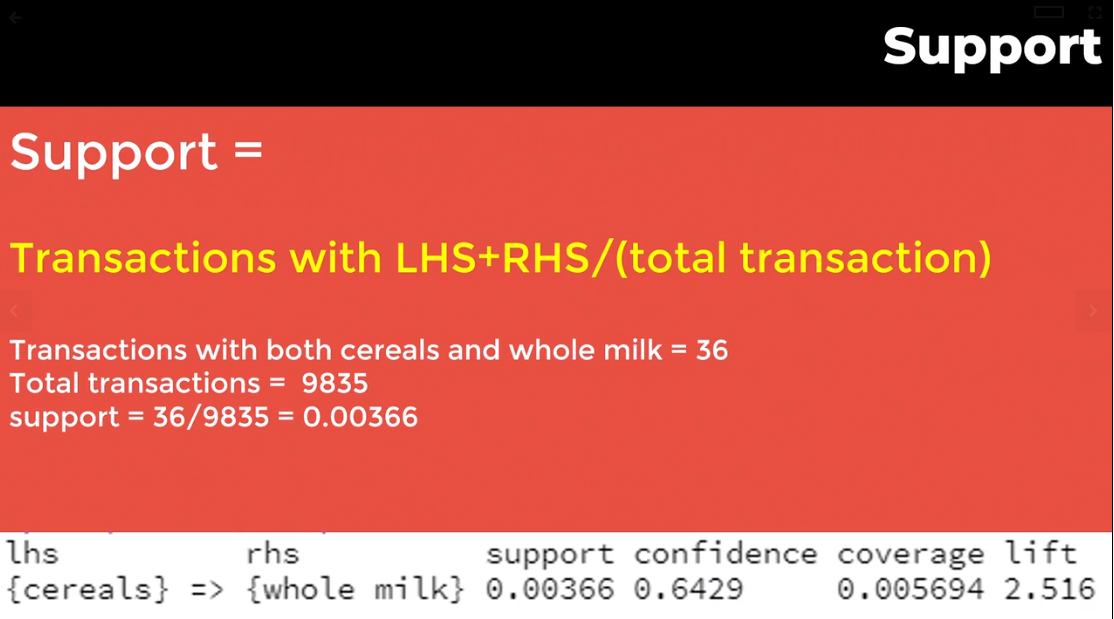 Support
Support =
Transactions with LHS+RHS/(total transaction)
Transactions with both cereals and whole milk = 36
Total transactions =  9835
support = 36/9835 = 0.00366
lhs rhs support confidence coverage lift
{cereals} => {whole milk} 0.00366 0.6429 0.005694 2.516